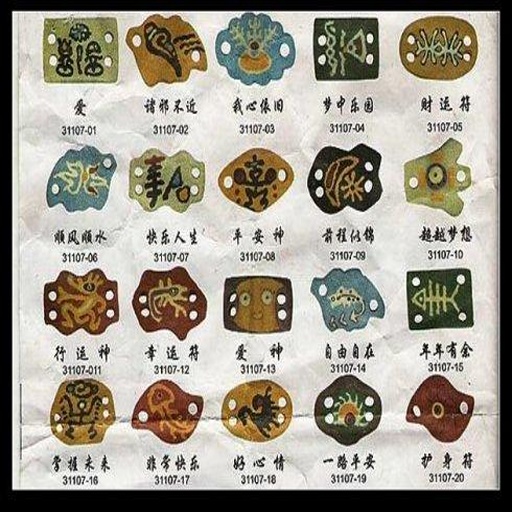 爱 诸邪不近 我心依旧 梦中乐园 财运符
31107-01 31107-02 31107-03 31107-04 31107-05
顺风顺水 快乐人生 平安神 前程似锦 超越梦想
31107-06 31107-07 31107-08 31107-09 31107-10
行运神 幸运符 爱神 自由自在 年年有余
31107-011 31107-12 31107-13 31107-14 31107-15
掌握未来 非常快乐 好心情 一路平安 护身符
31107-16 31107-17 31107-18 31107-19 31107-20